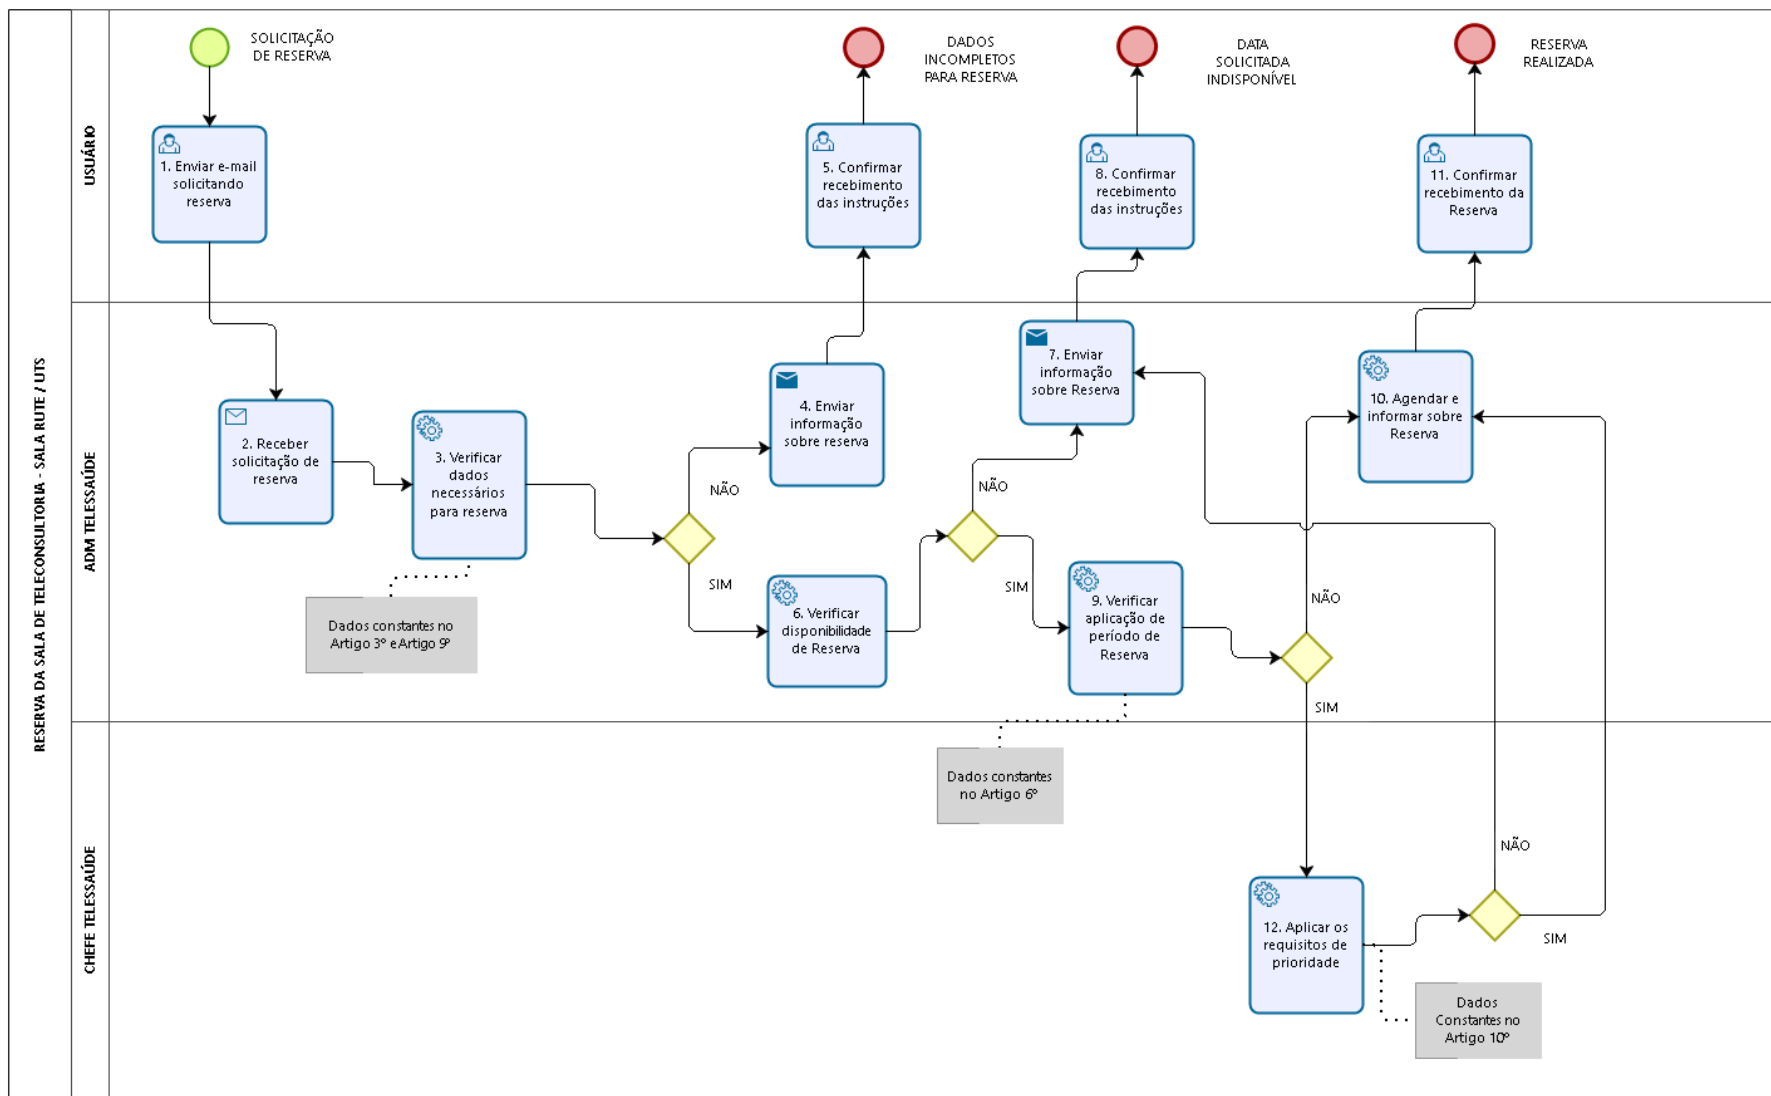 RESERVA DA SALA DE TELECONSULTORIA - SALA RUTE / UTS
USUÁRIO
SOLICITAÇÃO
DE RESERVA
1. Enviar e-mail
solicitando
reserva
DADOS
INCOMPLETOS
PARA RESERVA
5. Confirmar
recebimento
das instruções
DATA
SOLICITADA
INDISPONÍVEL
8. Confirmar
recebimento
das instruções
RESERVA
REALIZADA
11. Confirmar
recebimento da
Reserva
ADM TELESSAÚDE
2. Receber
solicitação de
reserva
3. Verificar
dados
necessários
para reserva
Dados constantes no
Artigo 3º e Artigo 9º
NÃO
SIM
4. Enviar
informação
sobre reserva
6. Verificar
disponibilidade
de Reserva
NÃO
SIM
7. Enviar
informação
sobre Reserva
9. Verificar
aplicação de
período de
Reserva
NÃO
SIM
10. Agendar e
informar sobre
Reserva
CHEFE TELESSAÚDE
Dados constantes
no Artigo 6º
12. Aplicar os
requisitos de
prioridade
NÃO
SIM
Dados
Constantes no
Artigo 10º